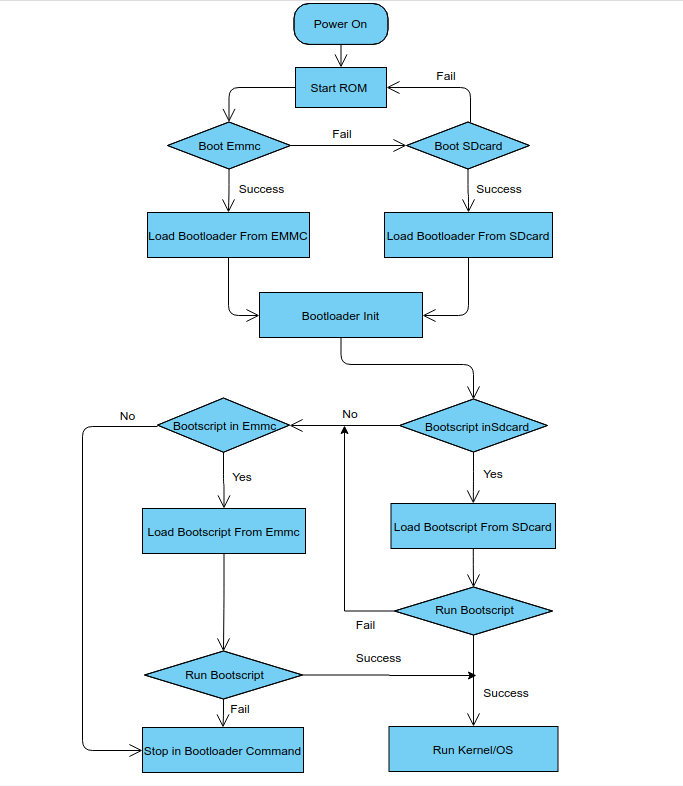 Power On
Start ROM
Fail
Boot Emmc
Fail
Boot SDcard
Success
Success
Load Bootloader From EMMC
Load Bootloader From SDcard
Bootloader Init
No
Bootscript in Emmc
No
Bootscript inSdcard
Yes
Yes
Load Bootscript From Emmc
Load Bootscript From SDcard
Run Bootscript
Fail
Success
Run Bootscript
Success
Fail
Stop in Bootloader Command
Run Kernel/OS